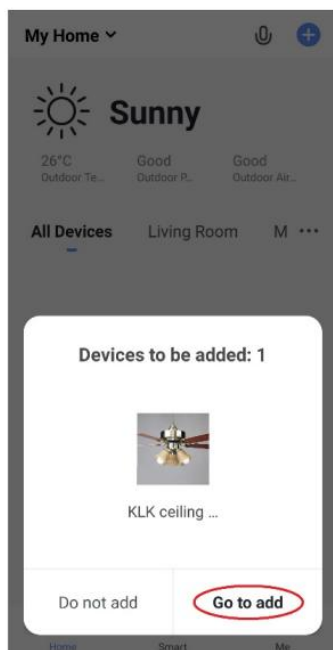 My Home
Sunny
26°C Good Good
Outdoor Te... Outdoor P... Outdoor Air...
All Devices Living Room M ...
Devices to be added: 1
KLK ceiling ...
Do not add Go to add
Home Smart Me